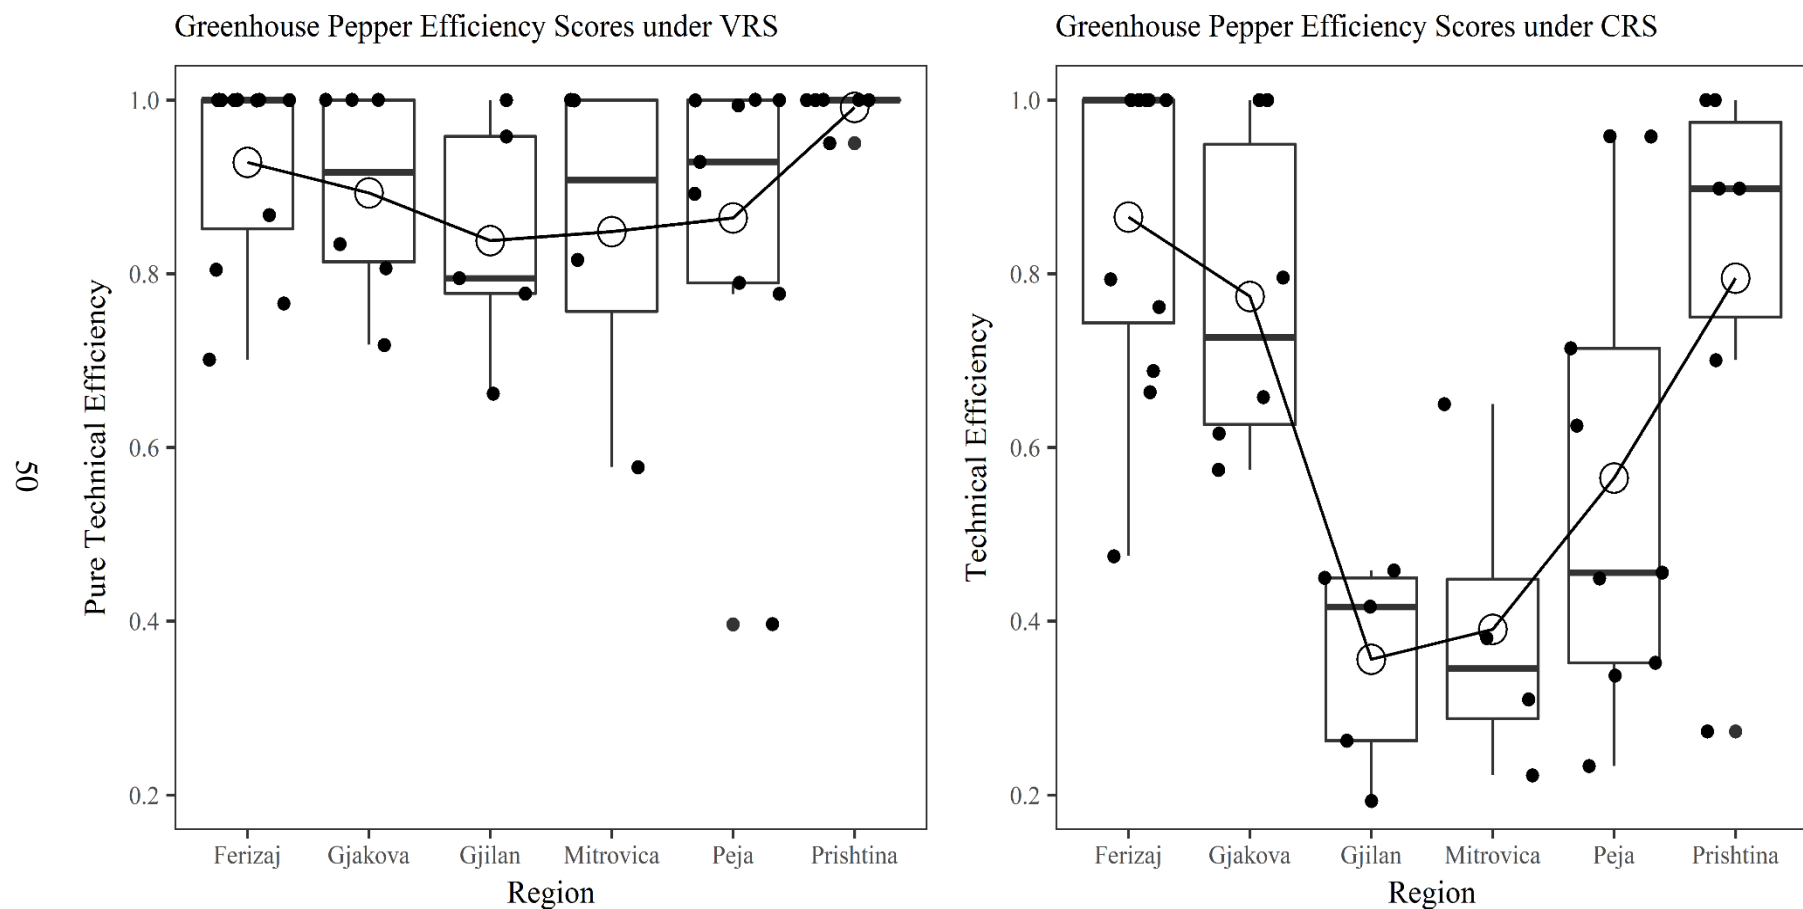 Greenhouse Pepper Efficiency Scores under VRS
Pure Technical Efficiency
1.0
0.8
0.6
0.4
0.2
Ferizaj Gjakova Gjilan Mitrovica Peja Prishtina
Region
Greenhouse Pepper Efficiency Scores under CRS
Technical Efficiency
1.0
0.8
0.6
0.4
0.2
Ferizaj Gjakova Gjilan Mitrovica Peja Prishtina
Region
50